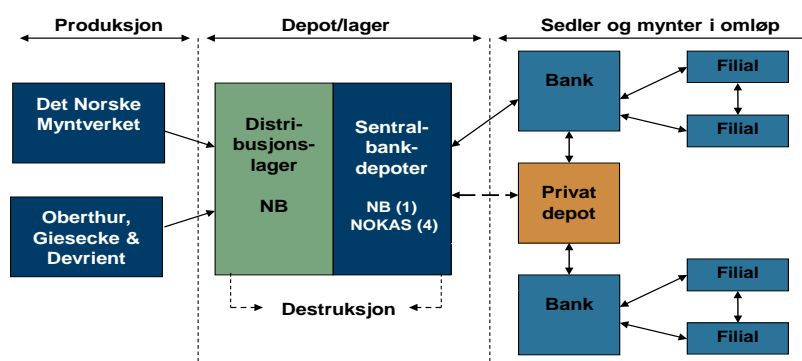 Produksjon
Depot/lager
Sedler og mynter i omløp
Det Norske
Myntverket
Oberthur,
Giesecke &
Devrient
Distri-
busjons-
lager
NB
Sentral-
bank-
depoter
NB (1)
NOKAS (4)
Destruksjon
Bank
Filial
Filial
Privat
depot
Bank
Filial
Filial